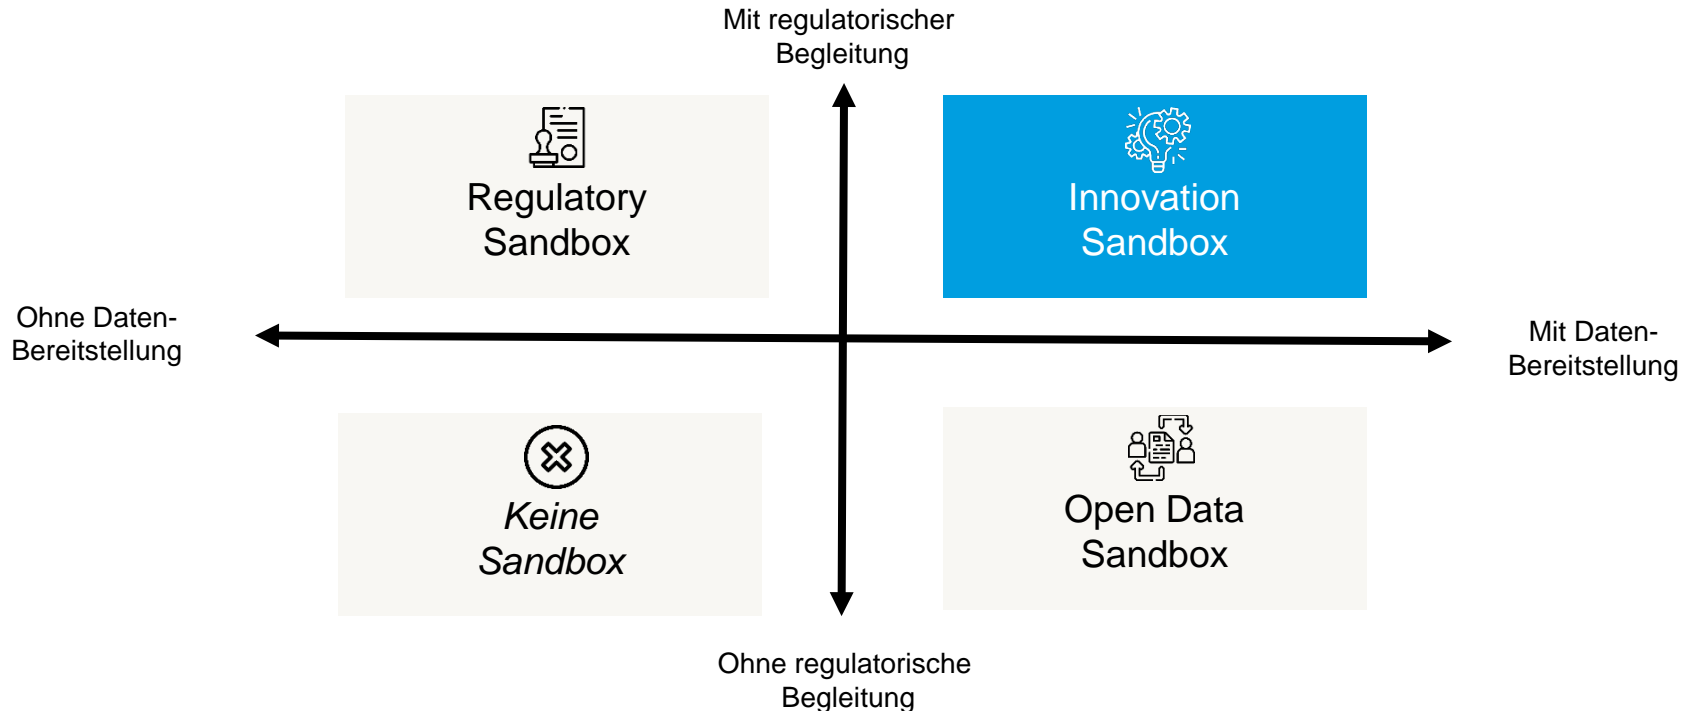 Mit regulatorischer
Begleitung
Regulatory
Sandbox
Innovation
Sandbox
Ohne Daten-
Bereitstellung
Mit Daten-
Bereitstellung
Keine
Sandbox
Open Data
Sandbox
Ohne regulatorische
Begleitung